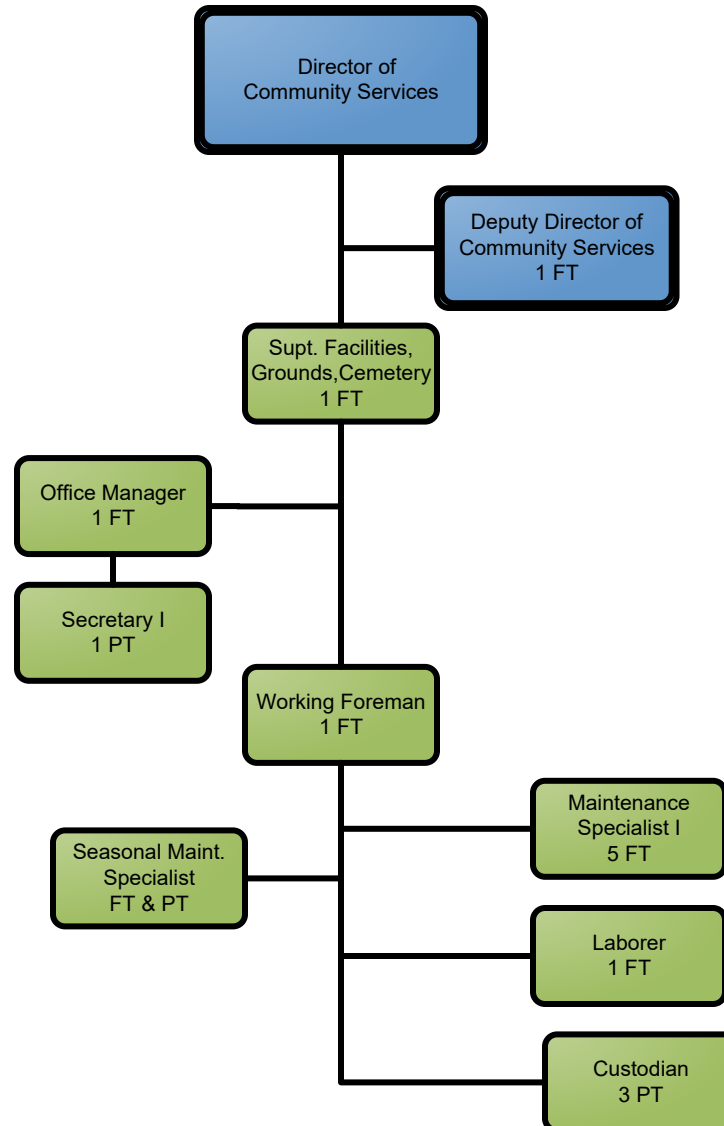 Director of
Community Services
Deputy Director of
Community Services
1 FT
Supt. Facilities,
Grounds,Cemetery
1 FT
Office Manager
1 FT
Secretary I
1 PT
Working Foreman
1 FT
Maintenance
Specialist I
5 FT
Seasonal Maint.
Specialist
FT & PT
Laborer
1 FT
Custodian
3 PT